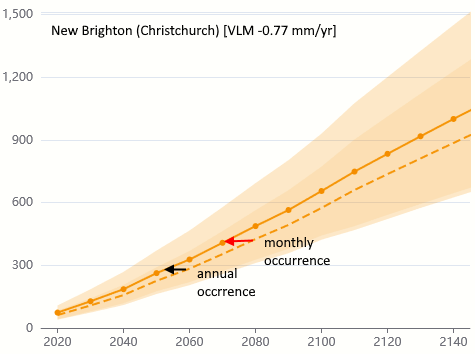 1,500
New Brighton (Christchurch) [VLM -0.77 mm/yr]
1,200
900
600
monthly
occurrence
300
annual
occrrence
0
2020 2040 2060 2080 2100 2120 2140